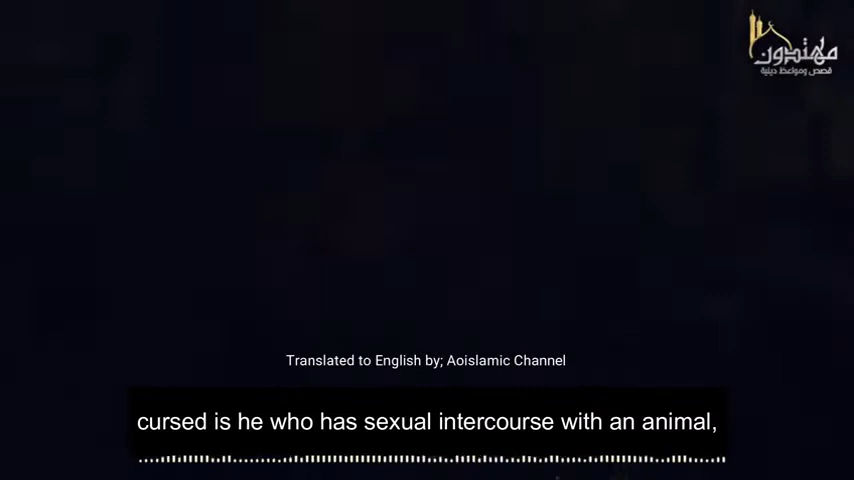 مهتدون
قصص ومواعظ دينية
Translated to English by; Aoislamic Channel
cursed is he who has sexual intercourse with an animal,